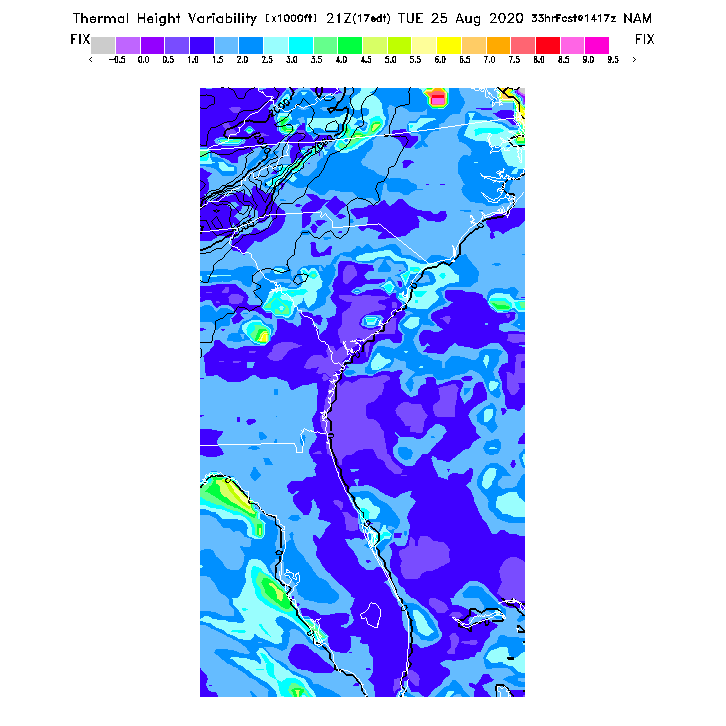 Thermal Height Variability [x1000ft] 21Z(17edt) TUE 25 Aug 2020 33hrFcst@1417z NAM
FIX FIX
< -0.5 0.0 0.5 1.0 1.5 2.0 2.5 3.0 3.5 4.0 4.5 5.0 5.5 6.0 6.5 7.0 7.5 8.0 8.5 9.0 9.5 >